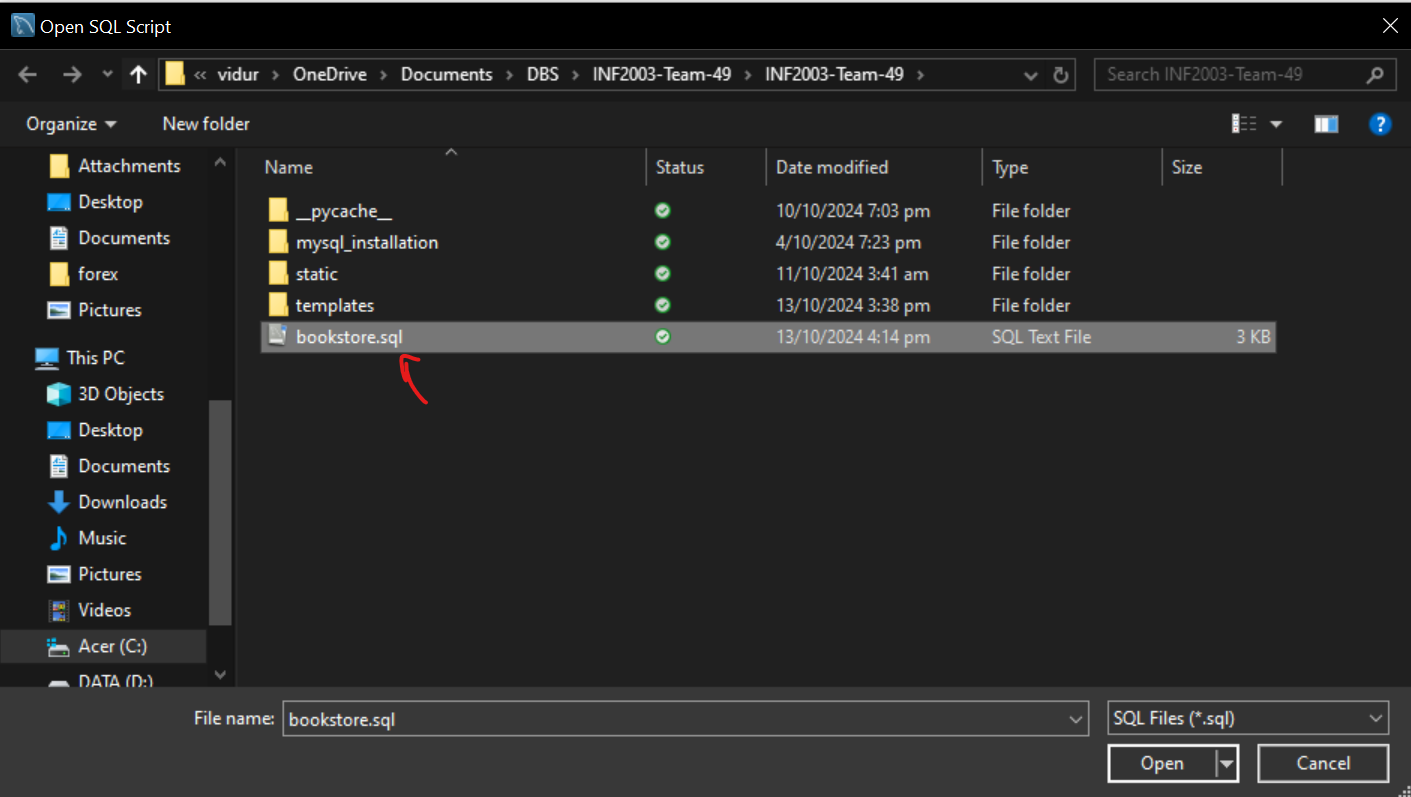 Open SQL Script
« vidur > OneDrive > Documents > DBS > INF2003-Team-49 > INF2003-Team-49 >
Search INF2003-Team-49
Organize
New folder
?
Attachments
Desktop
Documents
forex
Pictures
This PC
3D Objects
Desktop
Documents
Downloads
Music
Pictures
Videos
Acer (C:)
DATA (D:)
Name Status Date modified Type Size
__pycache__ 10/10/2024 7:03 pm File folder
mysql_installation 4/10/2024 7:23 pm File folder
static 11/10/2024 3:41 am File folder
templates 13/10/2024 3:38 pm File folder
bookstore.sql 13/10/2024 4:14 pm SQL Text File 3 KB
File name: bookstore.sql
SQL Files (*.sql)
Open
Cancel